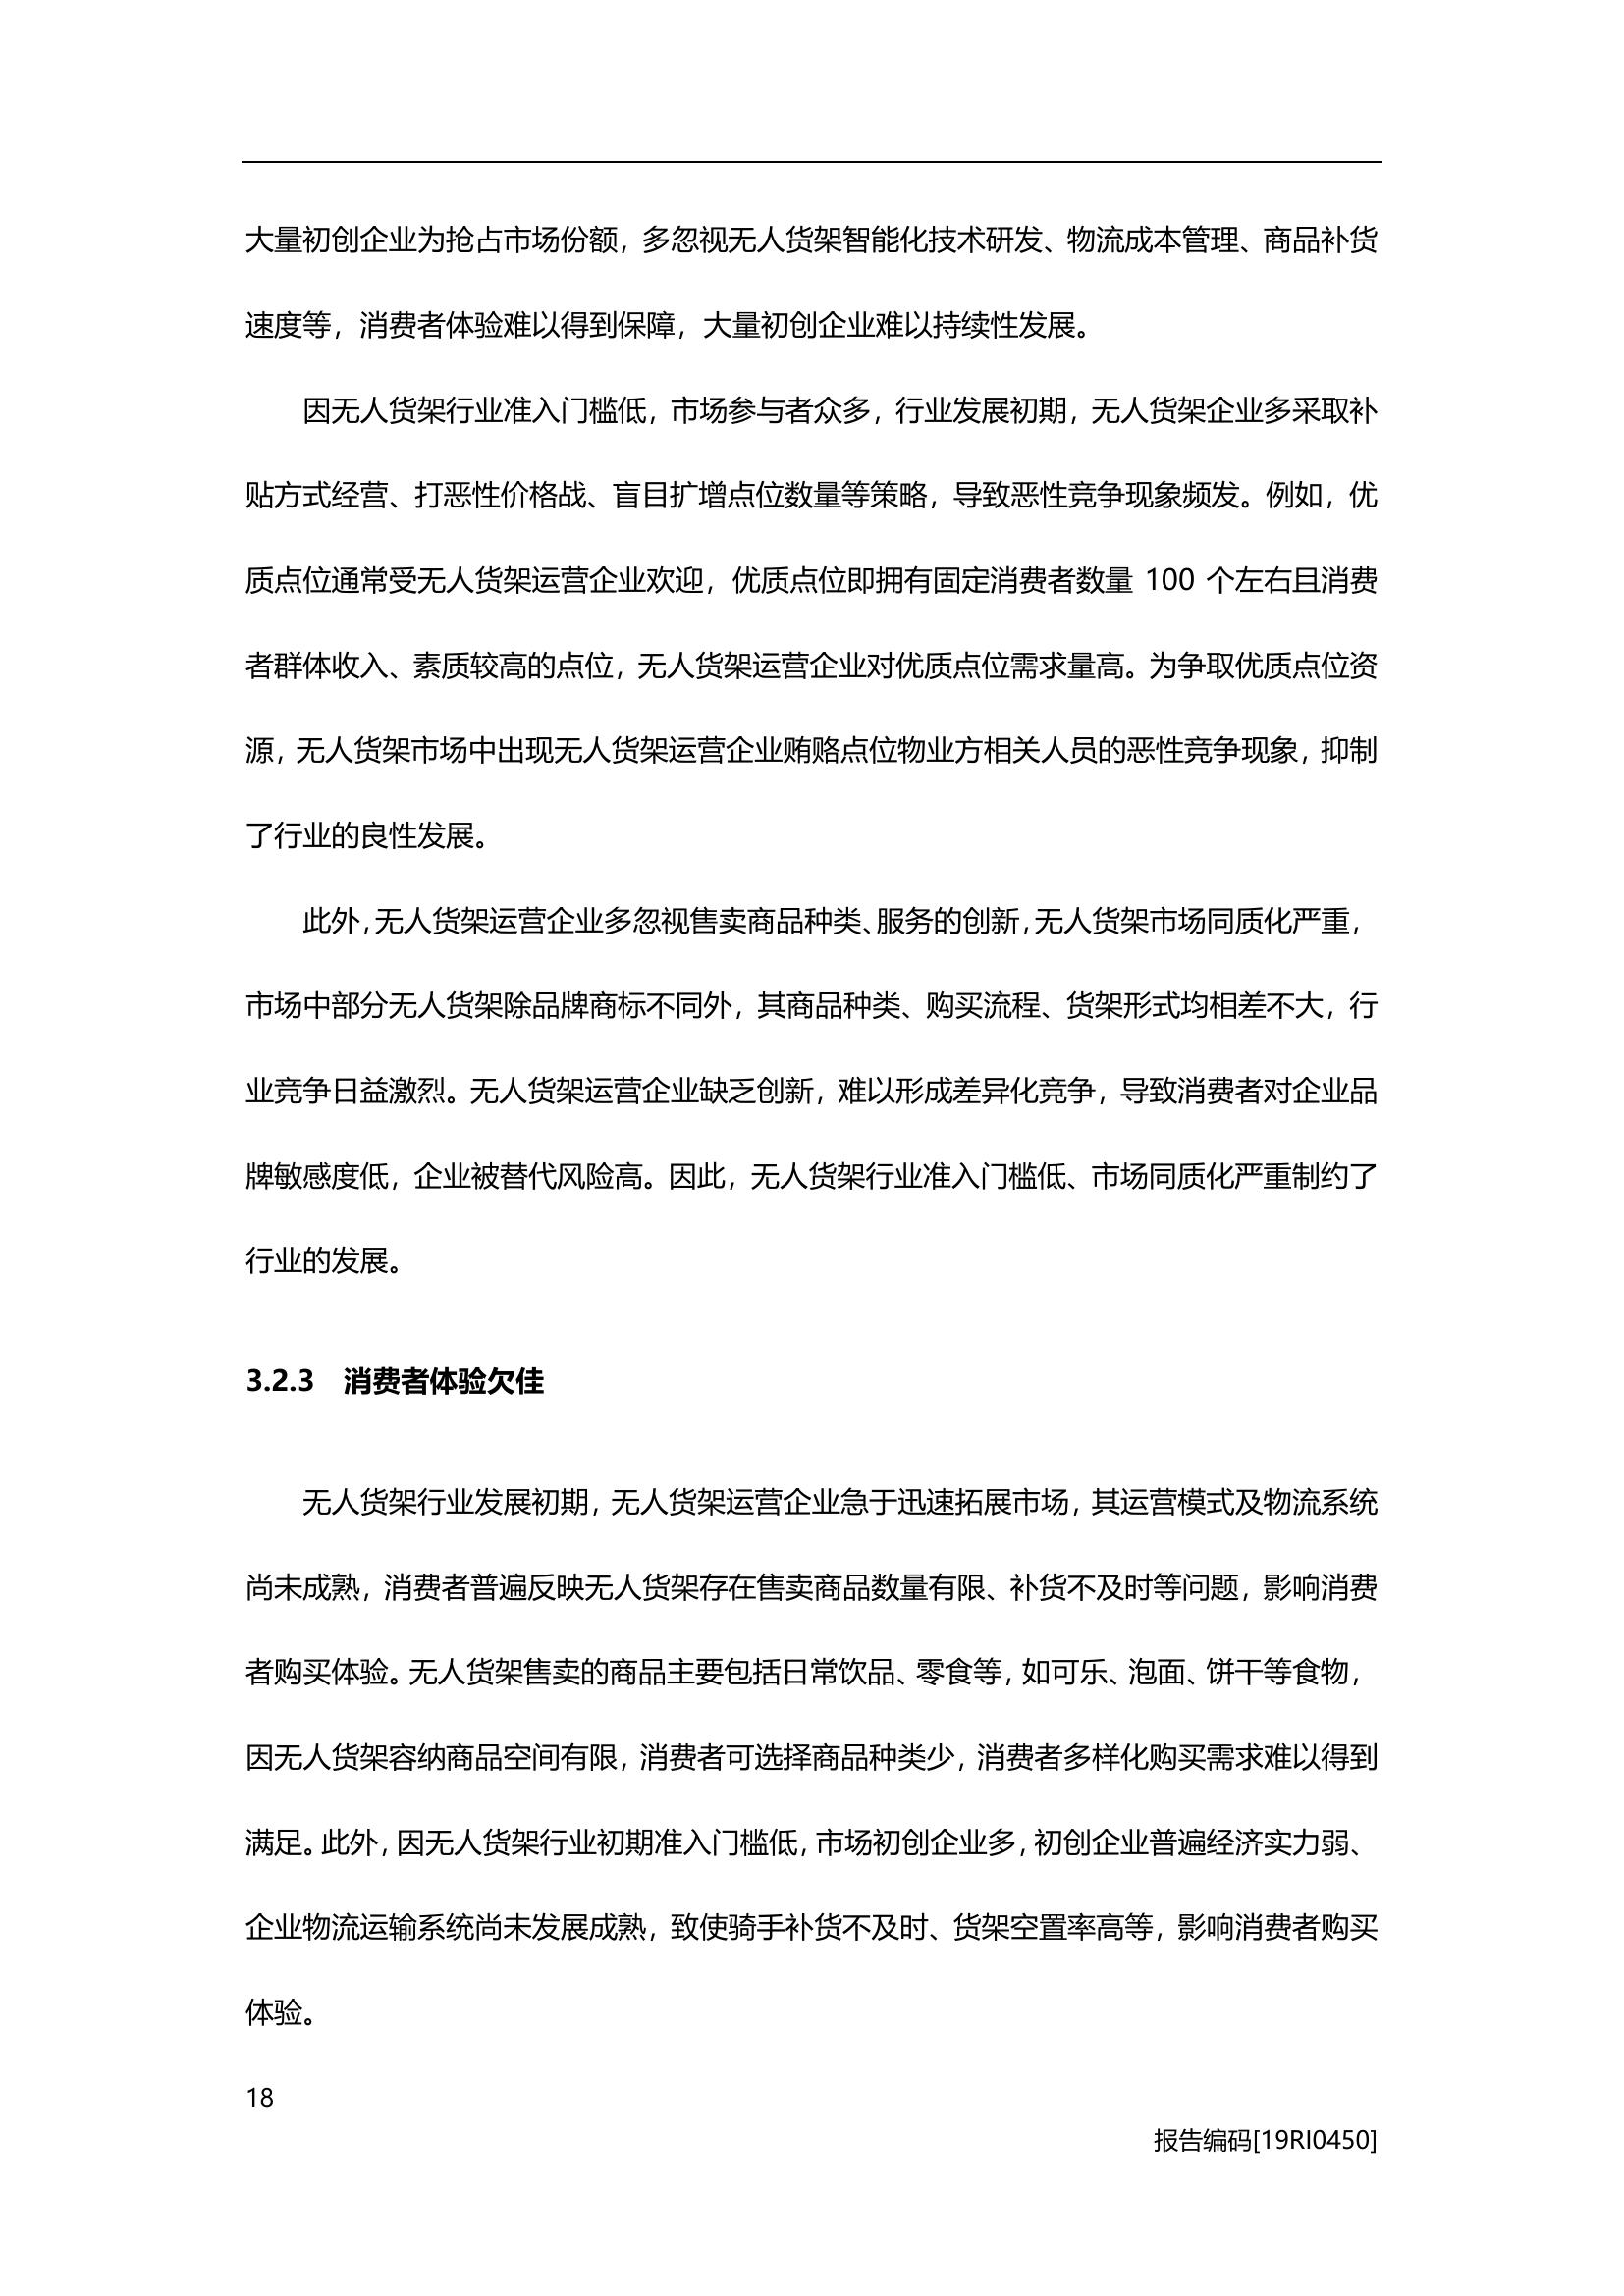 大量初创企业为抢占市场份额，多忽视无人货架智能化技术研发、物流成本管理、商品补货
速度等，消费者体验难以得到保障，大量初创企业难以持续性发展。
因无人货架行业准入门槛低，市场参与者众多，行业发展初期，无人货架企业多采取补
贴方式经营、打恶性价格战、盲目扩增点位数量等策略，导致恶性竞争现象频发。例如，优
质点位通常受无人货架运营企业欢迎，优质点位即拥有固定消费者数量 100 个左右且消费
者群体收入、素质较高的点位，无人货架运营企业对优质点位需求量高。为争取优质点位资
源，无人货架市场中出现无人货架运营企业贿赂点位物业方相关人员的恶性竞争现象，抑制
了行业的良性发展。
此外，无人货架运营企业多忽视售卖商品种类、服务的创新，无人货架市场同质化严重，
市场中部分无人货架除品牌商标不同外，其商品种类、购买流程、货架形式均相差不大，行
业竞争日益激烈。无人货架运营企业缺乏创新，难以形成差异化竞争，导致消费者对企业品
牌敏感度低，企业被替代风险高。因此，无人货架行业准入门槛低、市场同质化严重制约了
行业的发展。
3.2.3 消费者体验欠佳
无人货架行业发展初期，无人货架运营企业急于迅速拓展市场，其运营模式及物流系统
尚未成熟，消费者普遍反映无人货架存在售卖商品数量有限、补货不及时等问题，影响消费
者购买体验。无人货架售卖的商品主要包括日常饮品、零食等，如可乐、泡面、饼干等食物，
因无人货架容纳商品空间有限，消费者可选择商品种类少，消费者多样化购买需求难以得到
满足。此外，因无人货架行业初期准入门槛低，市场初创企业多，初创企业普遍经济实力弱、
企业物流运输系统尚未发展成熟，致使骑手补货不及时、货架空置率高等，影响消费者购买
体验。
18
报告编码[19RI0450]